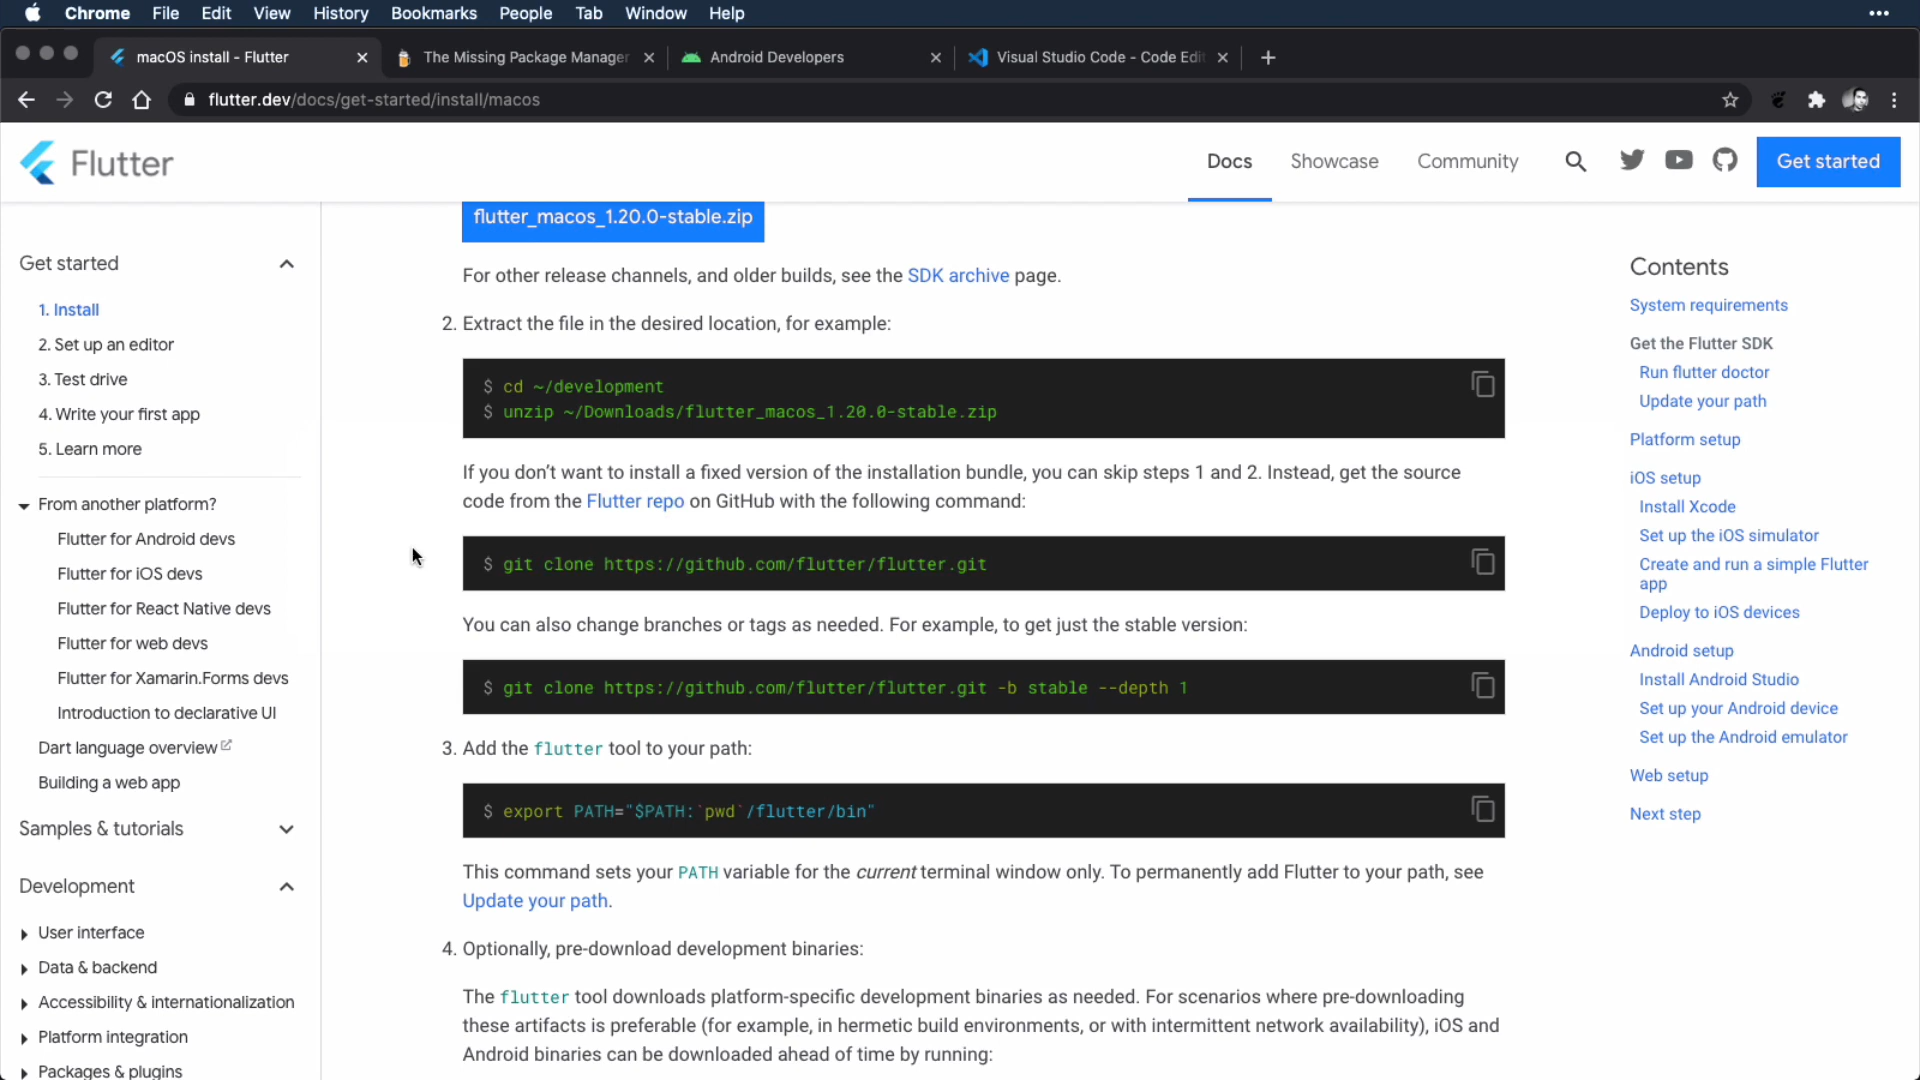 Chrome File Edit View History Bookmarks People Tab Window Help
macOS install - Flutter
The Missing Package Manager
Android Developers
Visual Studio Code - Code Edit
flutter.dev/docs/get-started/install/macos
Flutter
Docs
Showcase
Community
Get started
Get started
1. Install
2. Set up an editor
3. Test drive
4. Write your first app
5. Learn more
From another platform?
Flutter for Android devs
Flutter for iOS devs
Flutter for React Native devs
Flutter for web devs
Flutter for Xamarin.Forms devs
Introduction to declarative UI
Dart language overview
Building a web app
Samples & tutorials
Development
User interface
Data & backend
Accessibility & internationalization
Platform integration
Packages & plugins
flutter_macos_1.20.0-stable.zip
For other release channels, and older builds, see the SDK archive page.
2. Extract the file in the desired location, for example:
$ cd ~/development
$ unzip ~/Downloads/flutter_macos_1.20.0-stable.zip
If you don’t want to install a fixed version of the installation bundle, you can skip steps 1 and 2. Instead, get the source
code from the Flutter repo on GitHub with the following command:
$ git clone https://github.com/flutter/flutter.git
You can also change branches or tags as needed. For example, to get just the stable version:
$ git clone https://github.com/flutter/flutter.git -b stable --depth 1
3. Add the flutter tool to your path:
$ export PATH="$PATH:`pwd`/flutter/bin"
This command sets your PATH variable for the current terminal window only. To permanently add Flutter to your path, see
Update your path.
4. Optionally, pre-download development binaries:
The flutter tool downloads platform-specific development binaries as needed. For scenarios where pre-downloading
these artifacts is preferable (for example, in hermetic build environments, or with intermittent network availability), iOS and
Android binaries can be downloaded ahead of time by running:
Contents
System requirements
Get the Flutter SDK
Run flutter doctor
Update your path
Platform setup
iOS setup
Install Xcode
Set up the iOS simulator
Create and run a simple Flutter
app
Deploy to iOS devices
Android setup
Install Android Studio
Set up your Android device
Set up the Android emulator
Web setup
Next step